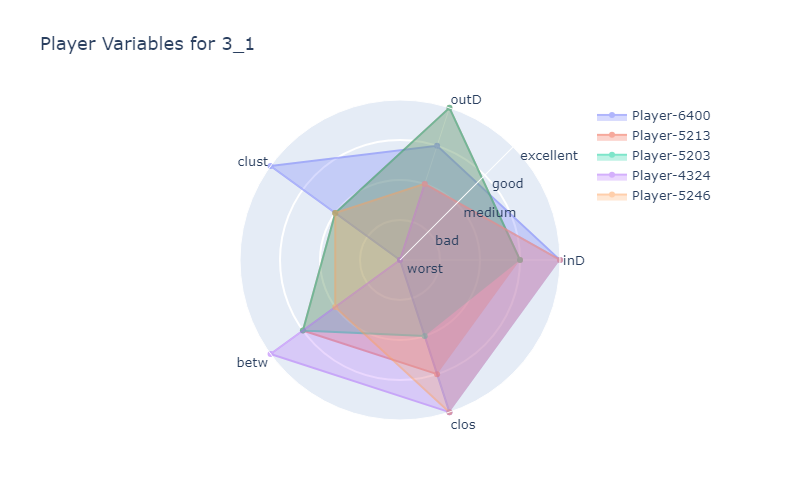 Player Variables for 3_1
outD
Player-6400
Player-5213
Player-5203
Player-4324
Player-5246
clust
excellent
good
medium
bad
worst
inD
betw
clos